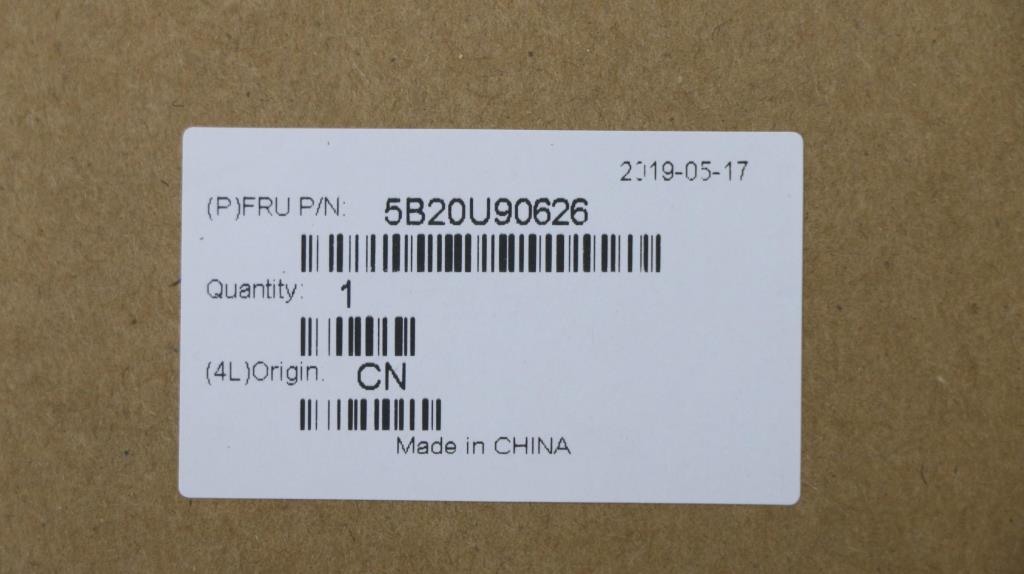 2019-05-17
(P)FRU P/N: 5B20U90626
Quantity: 1
(4L)Origin: CN
Made in CHINA